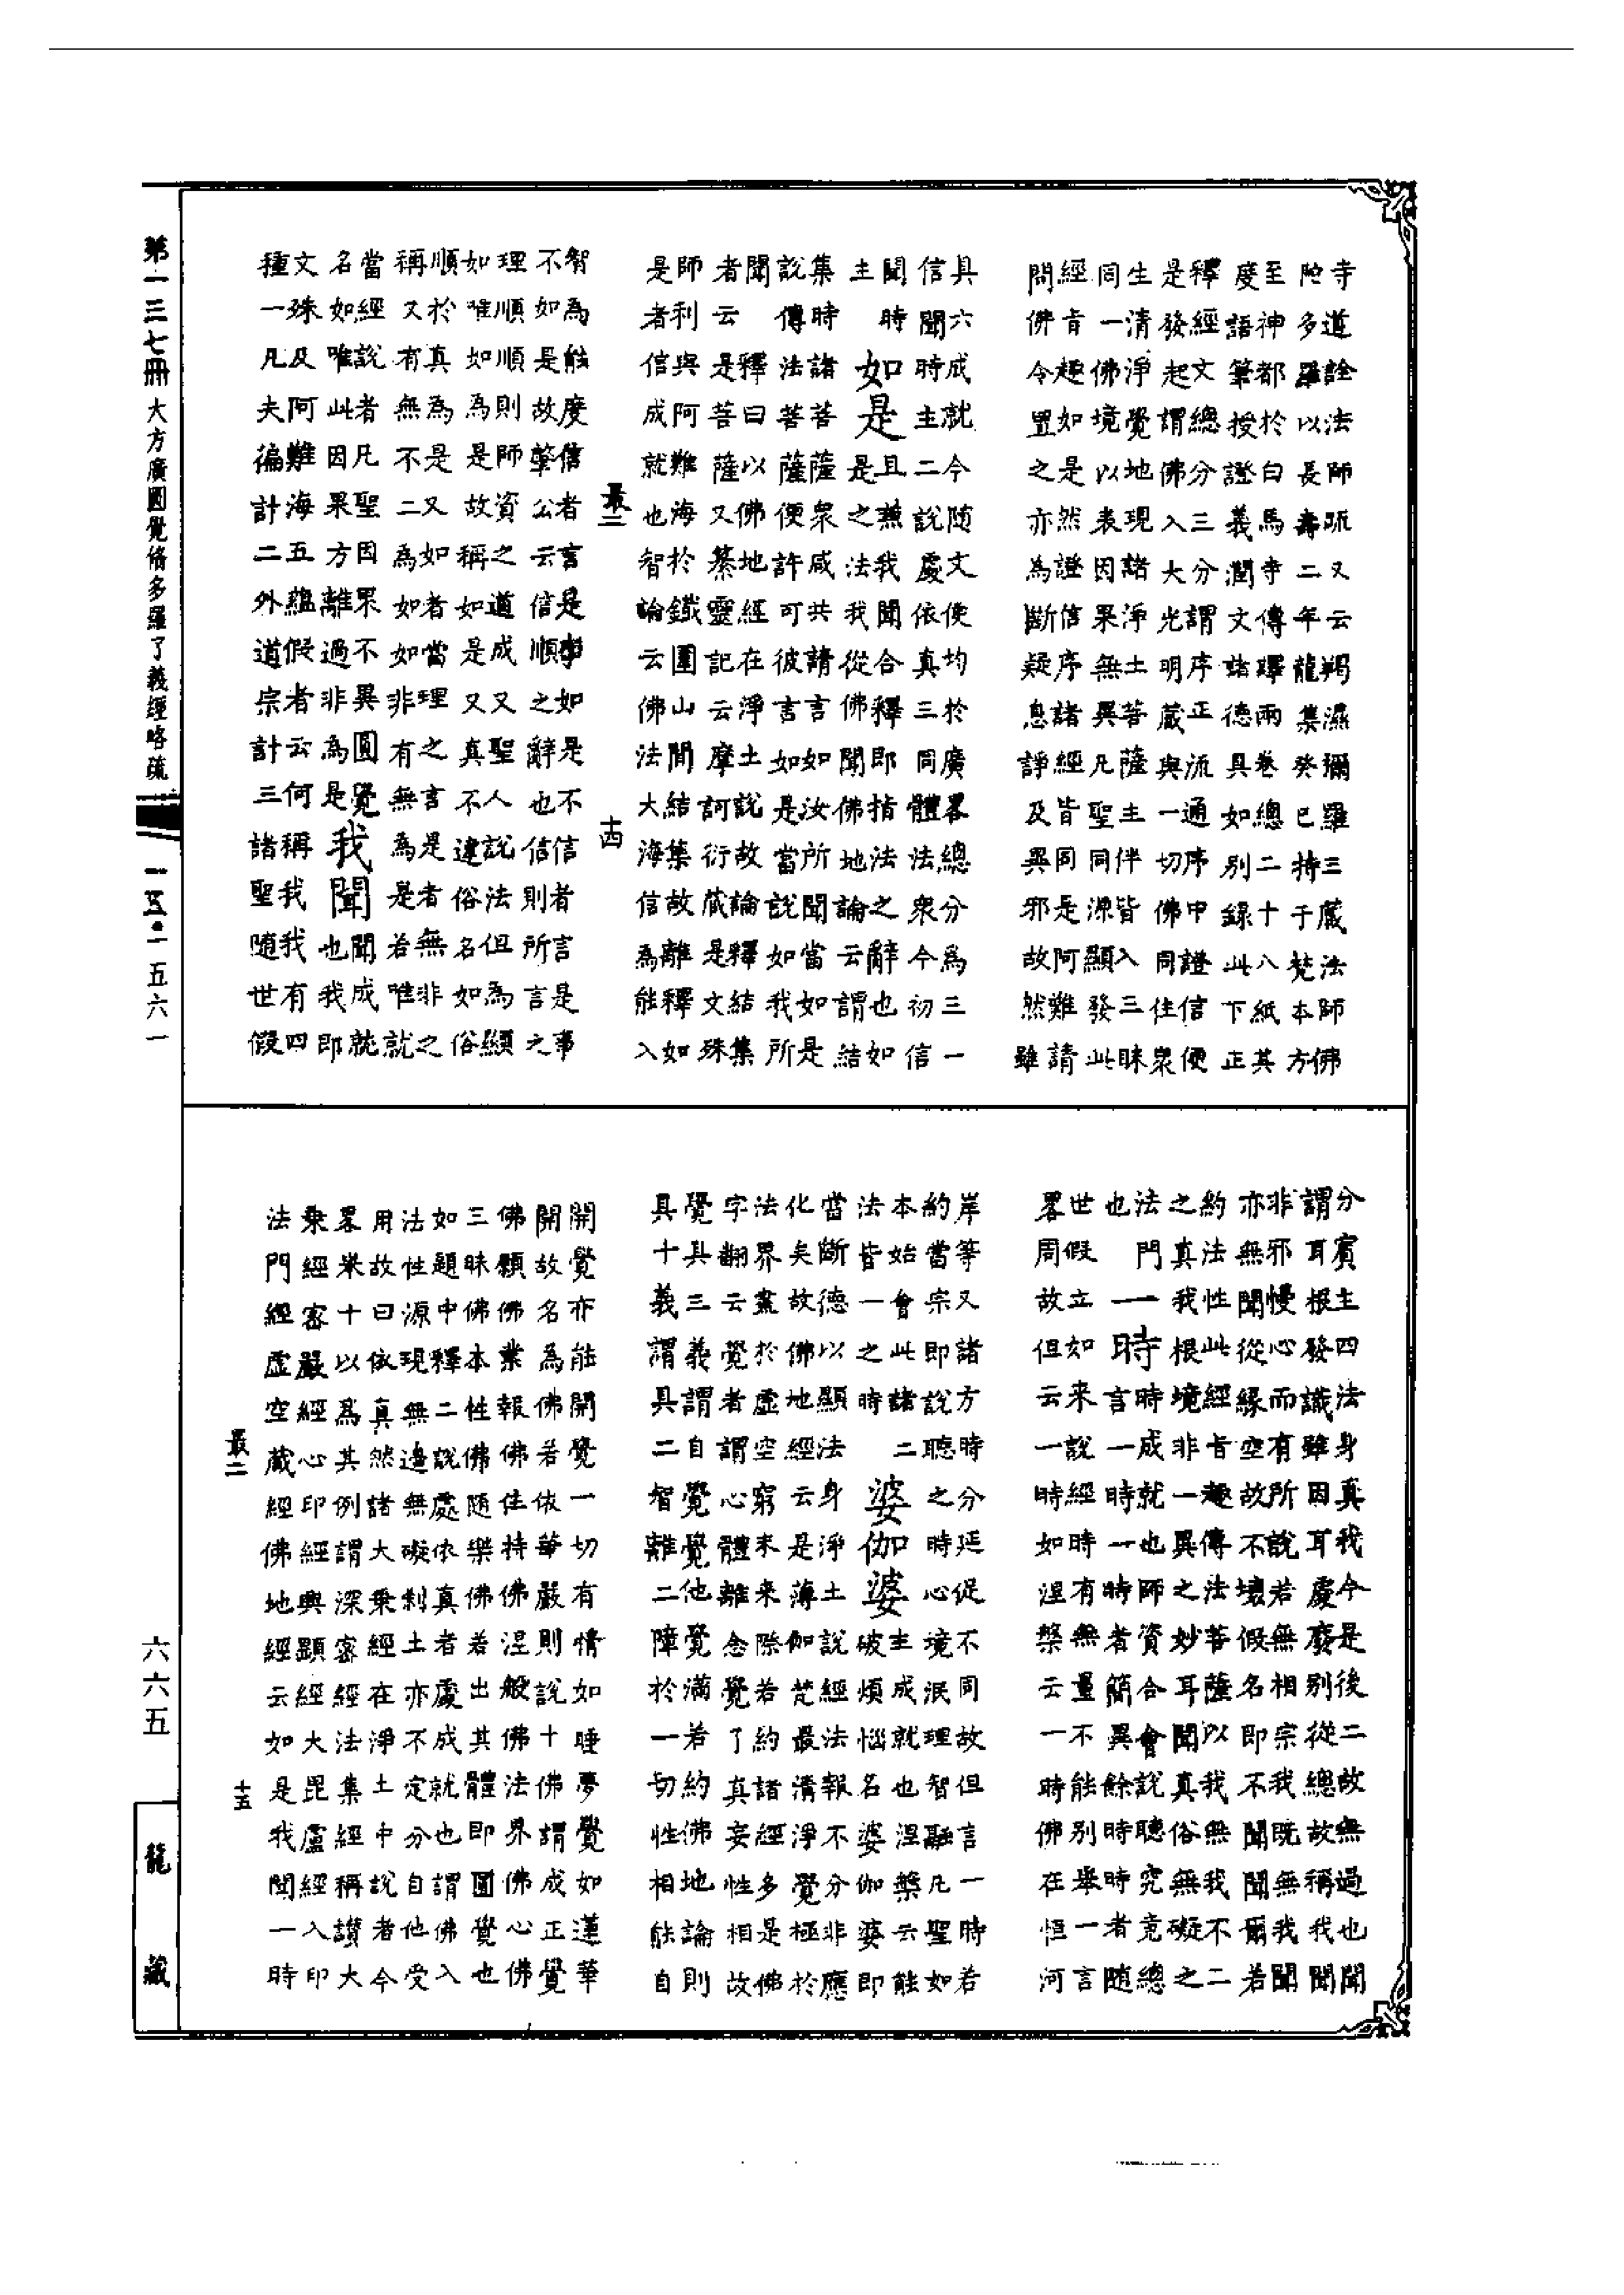 寺道詮法師疏又云羯濕彌羅三藏法師佛
陀多羅以長壽二年龍集癸巳持于梵本方
至神都於白馬寺傳譯兩卷總二十八紙其
度語筆授證義潤文諸德具如別錄此下正
釋經文總分三分謂序正流通序中證信便
是發起謂佛入大光明藏與一切佛同住衆
生清淨覺地現諸淨土菩薩主伴皆入三昧
同一佛境以表因果無異凡聖同源顯發此
經旨趣如是然證信序諸經皆同是阿難請
問佛令置之亦為斷疑息諍及異邪故然雖
具六成就今隨文使均於廣畧總分為三一
信聞時主二說處依真三同體法衆今初信
聞時
主
如是
且兼我聞合釋即指法之辭也如
是之法我從佛聞佛地論云謂結
集時諸菩薩衆咸共請言如汝所聞當如是
說傳法菩薩便許可彼言如是當說如我所
聞 釋曰以佛地經在淨土說故論釋結集
者云 是菩薩又纂靈記云摩訶衍藏是文殊
師利與阿難海於鐵圍山間結集故離釋如
是者信成就也智論云佛法大海信為能入
最二 十四
智為能度信者言是事如是不信者言是事
不如是故肇公云信順之辭也信則所言之
理順順則師資之道成又聖人說法但為顯
如唯如為是故稱如是又真不違俗名如俗
順於真為是又如者當理之言是者無非之
稱又有無不二為如如非有無為是若唯就
當經說者凡聖因果不異圓覺
名如唯此因果方離過非為是
我聞
聞成就
也我即
文殊及阿難海五蘊假者云何稱我我有四
種一凡夫徧計二外道宗計三諸聖隨世假
分賓主四法身真我今是後二故無過也聞
謂耳根發識雖因耳處廢別從總故稱我聞
非邪慢心而有所說若無相宗我既無我聞
亦無聞從緣空故不壞假名即不聞聞爾若
約法性此經旨趣傳法菩薩以我無我不二
之真我根境非一異之妙耳聞真俗無礙之
法門
也
一時
時成就也師資合會說聽究竟總
言一時一時者簡異餘時時者隨
世假立如来說經時有無量不能別舉一言
畧周故但云一時如涅槃云一時佛在恒河
岸等又諸方時分延促不同故但言一時若
約當宗即說聽之時心境泯理智融凡聖如
本始會此諸二
法皆一之時
婆伽婆
主成就也涅槃云能
破煩惱名婆伽婆即
當斷德以顯法身淨土說經法報不分非應
化矣故佛地經云是薄伽梵最清淨覺極於
法界盡於虛空窮未来際若約諸經多是佛
字翻云覺者謂心體離念覺了真妄性相故
覺具三義謂自覺覺他覺滿若約佛地論則
具十義謂具二智離二障於一切性相能自
開覺亦能開覺一切有情如睡夢覺如蓮華
開故名為佛若依華嚴則說十佛謂成正覺
佛願佛業報佛住持佛涅般佛法界佛心佛
三昧佛本性佛隨樂佛若出其體即圓覺也
如題中釋二說處依真者處成就也謂佛入
法性源現無邊無礙剎土亦不定分自他受
用故曰依真然諸大乘經在淨土中說者今
畧舉十以為其例謂深密經法集經稱讚大
乘經密嚴經心印經興顯經大毘盧經入印
法門經虛空藏經佛地經云如是我聞一時
最二 十五
第一三七冊 大方廣圓覺脩多羅了義經略疏 一五二 五六一
六六五
龍藏